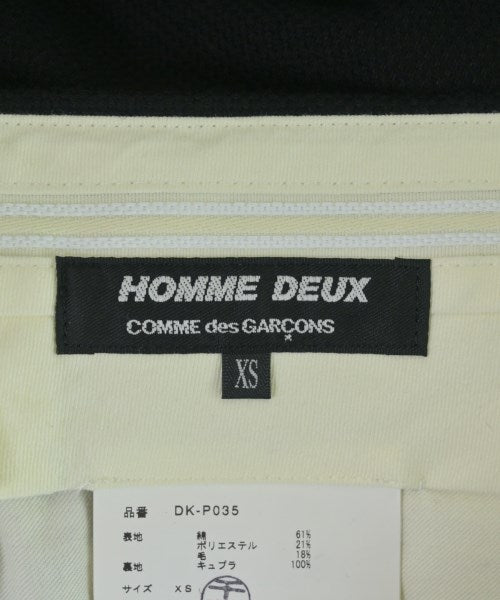 HOMME DEUX
COMME des GARÇONS
XS
品番 DK-P035
表地 綿 61%
ポリエステル 21%
毛 18%
裏地 キュプラ 100%
サイズ XS